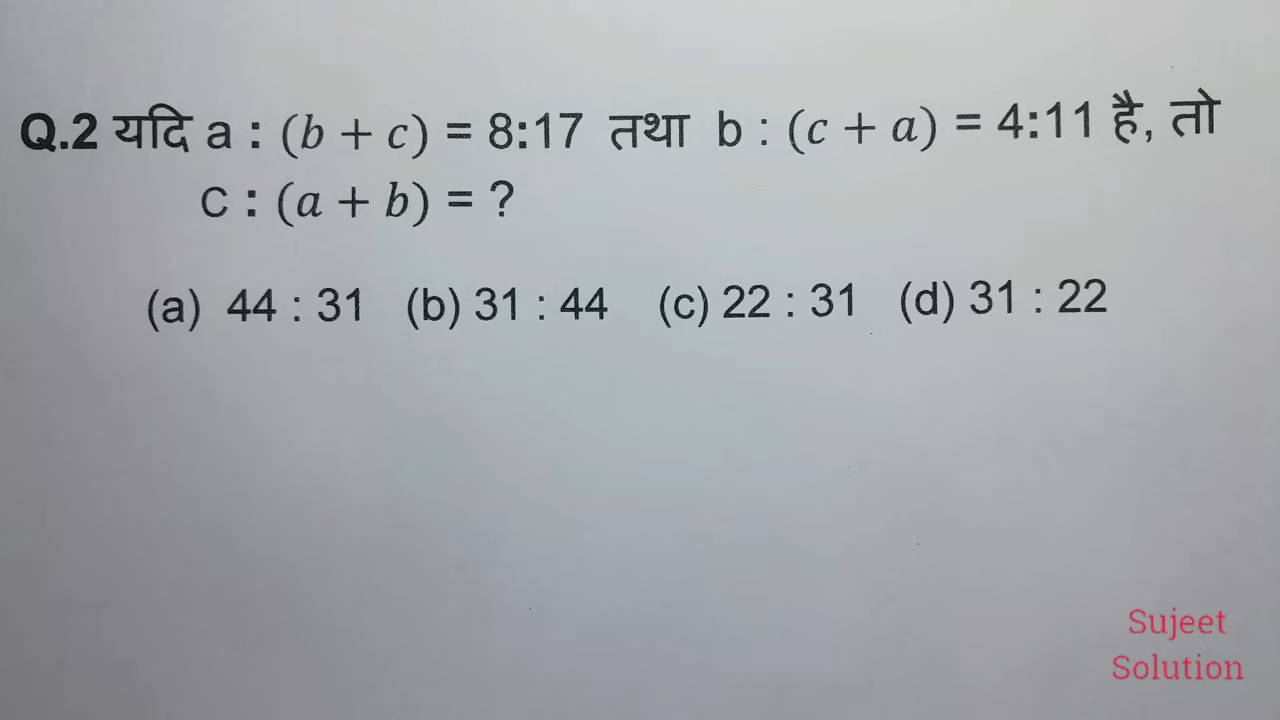 Q.2 यदि a : (b + c) = 8:17 तथा b : (c + a) = 4:11 है, तो
C : (a + b) = ?
(a) 44 : 31 (b) 31 : 44 (c) 22 : 31 (d) 31 : 22
Sujeet
Solution